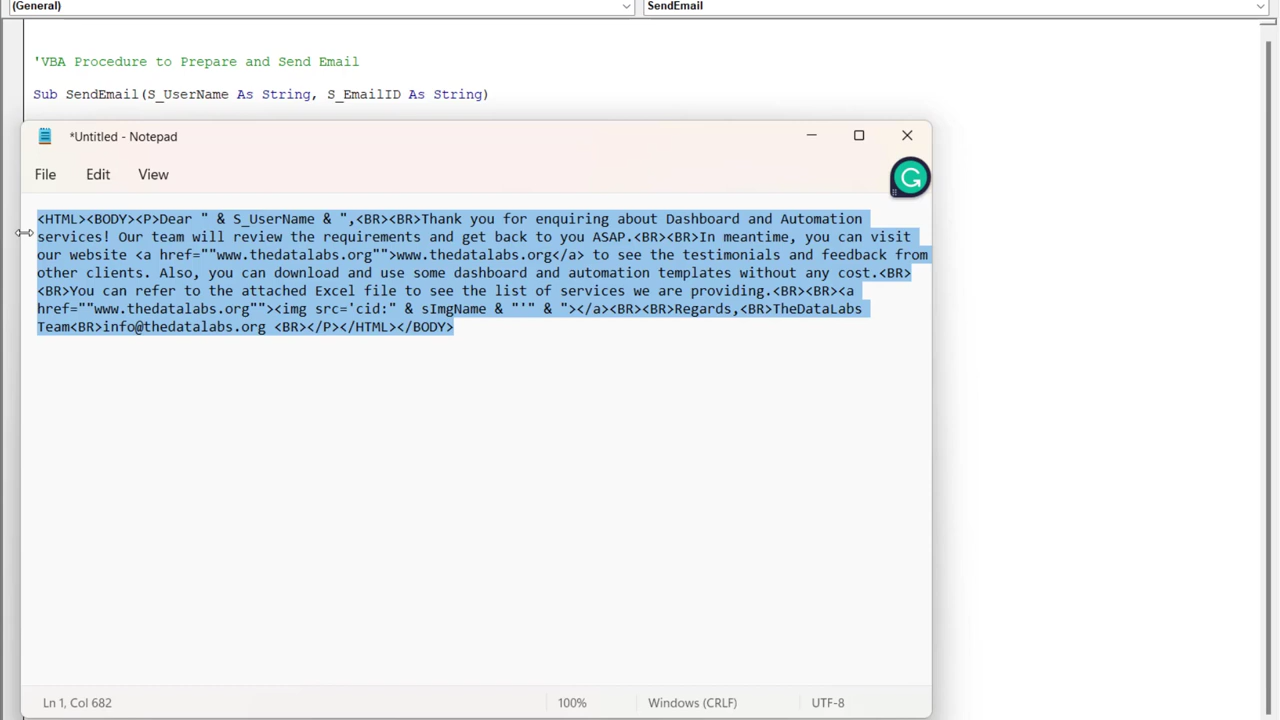 (General)
SendEmail
'VBA Procedure to Prepare and Send Email
Sub SendEmail(S_UserName As String, S_EmailID As String)
*Untitled - Notepad
File Edit View
<HTML><BODY><P>Dear " & S_UserName & ",<BR><BR>Thank you for enquiring about Dashboard and Automation
services! Our team will review the requirements and get back to you ASAP.<BR><BR>In meantime, you can visit
our website <a href=""www.thedatalabs.org"">www.thedatalabs.org</a> to see the testimonials and feedback from
other clients. Also, you can download and use some dashboard and automation templates without any cost.<BR>
<BR>You can refer to the attached Excel file to see the list of services we are providing.<BR><BR><a
href=""www.thedatalabs.org""><img src='cid:" & sImgName & "'" & "></a><BR><BR>Regards,<BR>TheDataLabs
Team<BR>info@thedatalabs.org <BR></P></HTML></BODY>
Ln 1, Col 682
100%
Windows (CRLF)
UTF-8